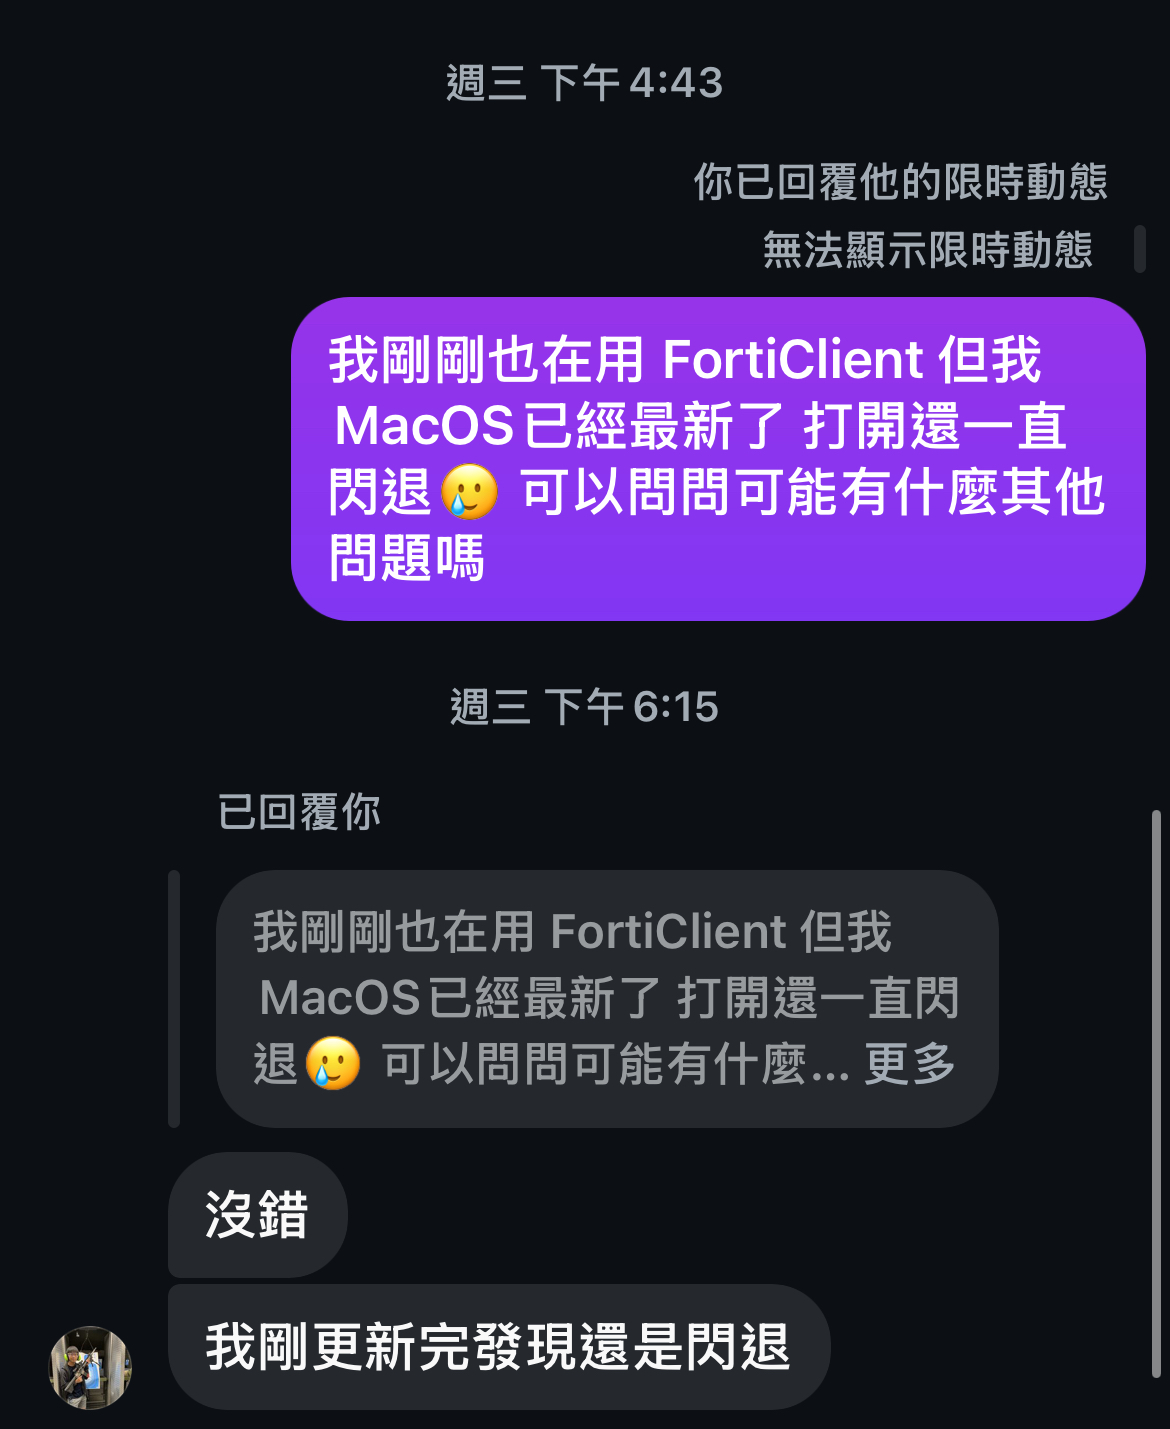 週三 下午4:43
你已回覆他的限時動態
無法顯示限時動態
我剛剛也在用 FortiClient 但我
MacOS已經最新了 打開還一直
閃退🥲 可以問問可能有什麼其他
問題嗎
週三 下午6:15
已回覆你
我剛剛也在用 FortiClient 但我
MacOS已經最新了 打開還一直閃
退🥲 可以問問可能有什麼... 更多
沒錯
我剛更新完發現還是閃退